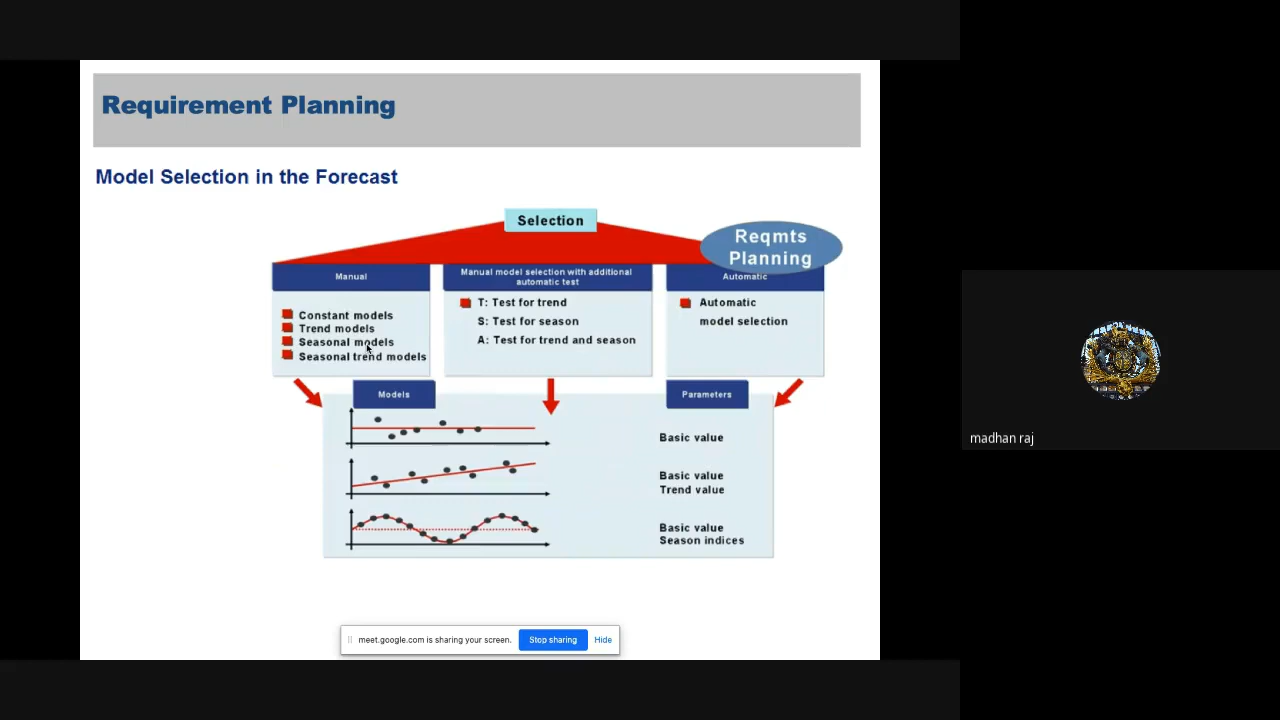 Requirement Planning
Model Selection in the Forecast
Selection
Reqmts
Planning
Manual
Constant models
Trend models
Seasonal models
Seasonal trend models
Manual model selection with additional
automatic test
T: Test for trend
S: Test for season
A: Test for trend and season
Automatic
Automatic
model selection
Models
Parameters
Basic value
Basic value
Trend value
Basic value
Season indices
madhan raj
meet.google.com is sharing your screen.
Stop sharing
Hide